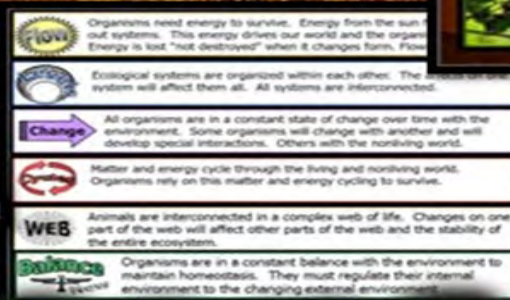 Flow
Organisms need energy to survive. Energy from the sun
out systems. This energy drives our world and the organ
Energy is lost "not destroyed" when it changes form. Flow
Ecological systems are organized within each other. The affects on one
system will affect them all. All systems are interconnected.
Change
All organisms are in a constant state of change over time with the
environment. Some organisms will change with another and will
develop special interactions. Others with the nonliving world.
Matter and energy cycle through the living and nonliving world.
Organisms rely on this matter and energy cycling to survive.
WEB
Animals are interconnected in a complex web of life. Changes on one
part of the web will affect other parts of the web and the stability of
the entire ecosystem.
Balance
Organisms are in a constant balance with the environment to
maintain homeostasis. They must regulate their internal
environment to the changing external environment.